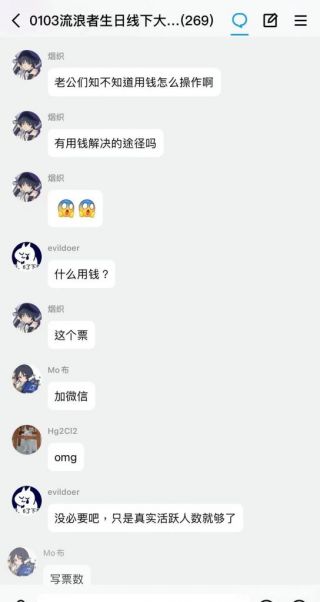 0103流浪者生日线下大...(269)
烟织
老公们知不知道用钱怎么操作啊
烟织
有用钱解决的途径吗
烟织
evildoer
什么用钱？
烟织
这个票
Mo布
加微信
Hg2Cl2
omg
evildoer
没必要吧，只是真实活跃人数就够了
Mo布
写票数